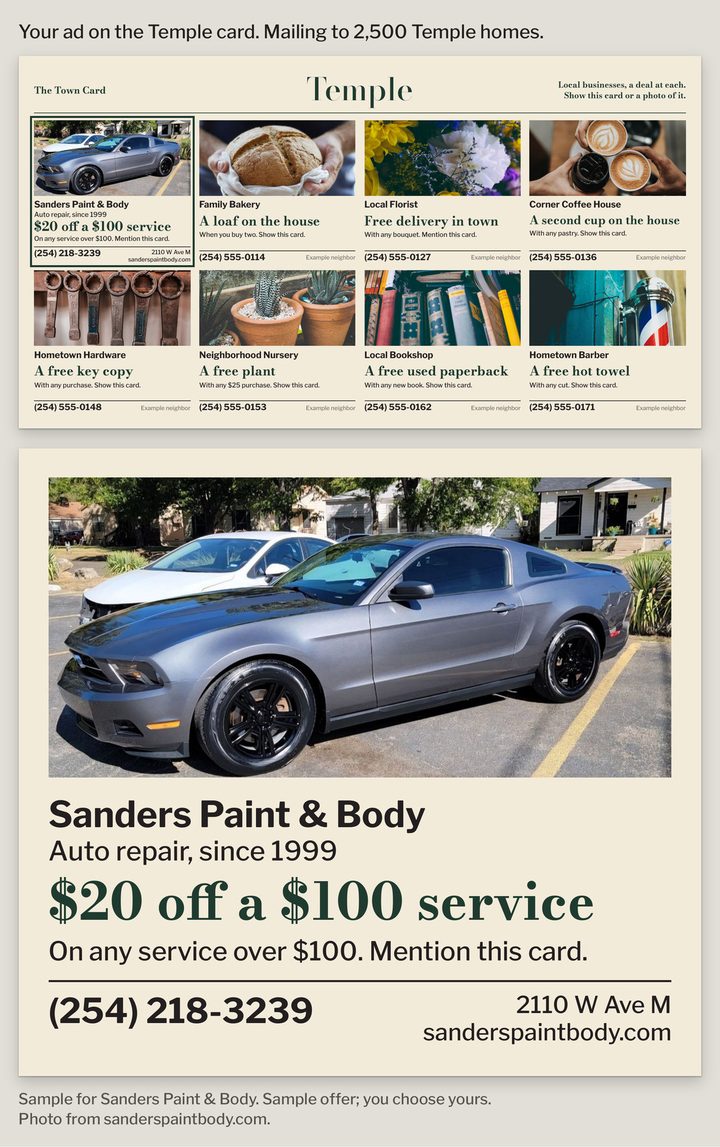 Your ad on the Temple card. Mailing to 2,500 Temple homes.
The Town Card
Temple
Local businesses, a deal at each.
Show this card or a photo of it.
Sanders Paint & Body
Auto repair, since 1999
$20 off a $100 service
On any service over $100. Mention this card.
(254) 218-3239
2110 W Ave M
sanderspaintbody.com
Family Bakery
A loaf on the house
When you buy two. Show this card.
(254) 555-0114
Example neighbor
Local Florist
Free delivery in town
With any bouquet. Mention this card.
(254) 555-0127
Example neighbor
Corner Coffee House
A second cup on the house
With any pastry. Show this card.
(254) 555-0136
Example neighbor
Hometown Hardware
A free key copy
With any purchase. Show this card.
(254) 555-0148
Example neighbor
Neighborhood Nursery
A free plant
With any $25 purchase. Show this card.
(254) 555-0153
Example neighbor
Local Bookshop
A free used paperback
With any new book. Show this card.
(254) 555-0162
Example neighbor
Hometown Barber
A free hot towel
With any cut. Show this card.
(254) 555-0171
Example neighbor
Sanders Paint & Body
Auto repair, since 1999
$20 off a $100 service
On any service over $100. Mention this card.
(254) 218-3239
2110 W Ave M
sanderspaintbody.com
Sample for Sanders Paint & Body. Sample offer; you choose yours.
Photo from sanderspaintbody.com.